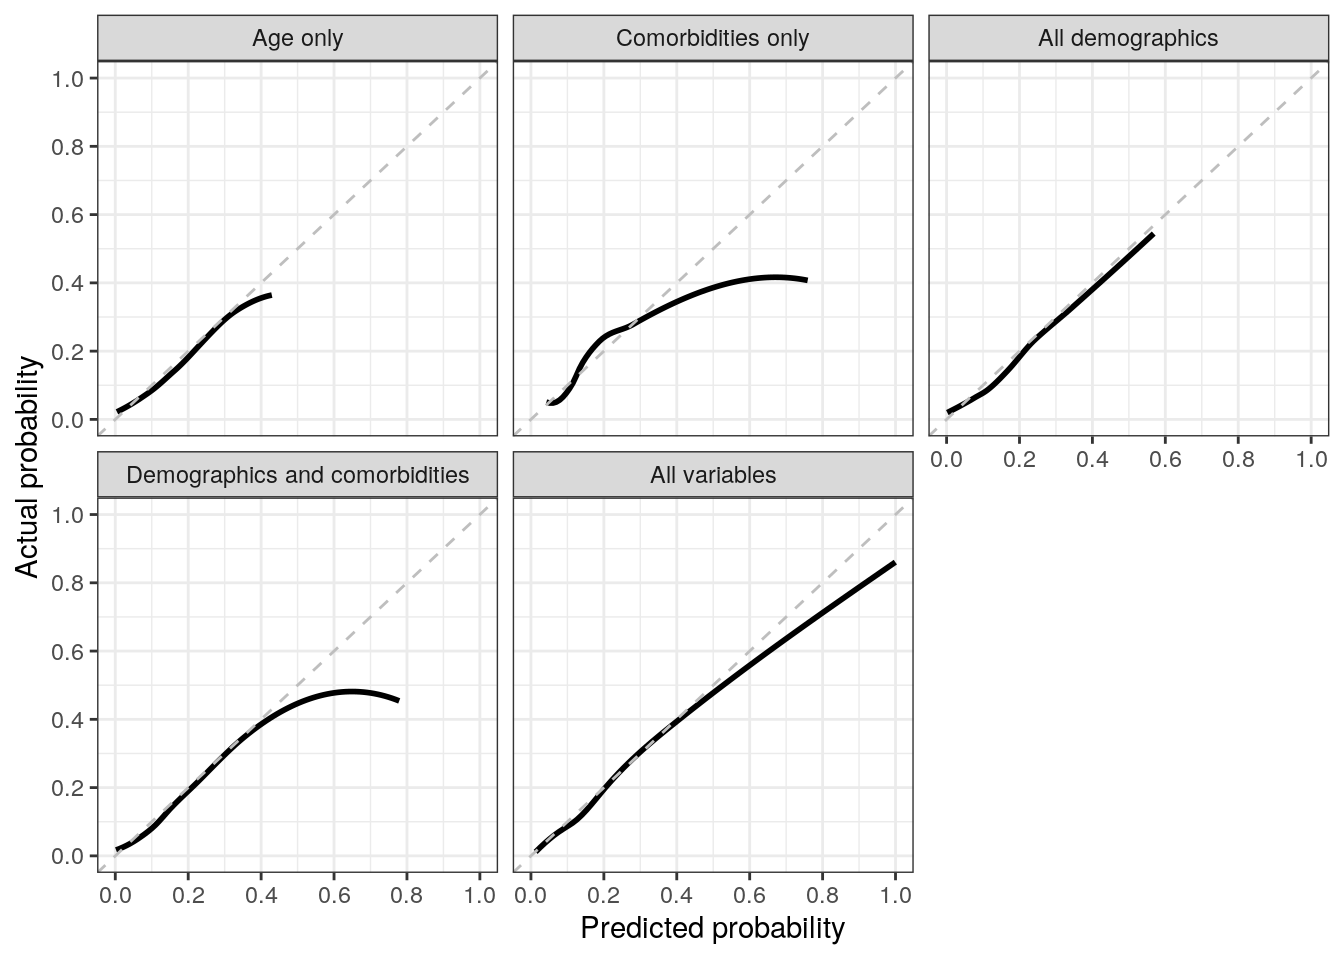 Age only
Comorbidities only
All demographics
1.0
0.8
0.6
0.4
0.2
0.0
0.0 0.2 0.4 0.6 0.8 1.0
Actual probability
Demographics and comorbidities
All variables
1.0
0.8
0.6
0.4
0.2
0.0
0.0 0.2 0.4 0.6 0.8 1.0
0.0 0.2 0.4 0.6 0.8 1.0
Predicted probability